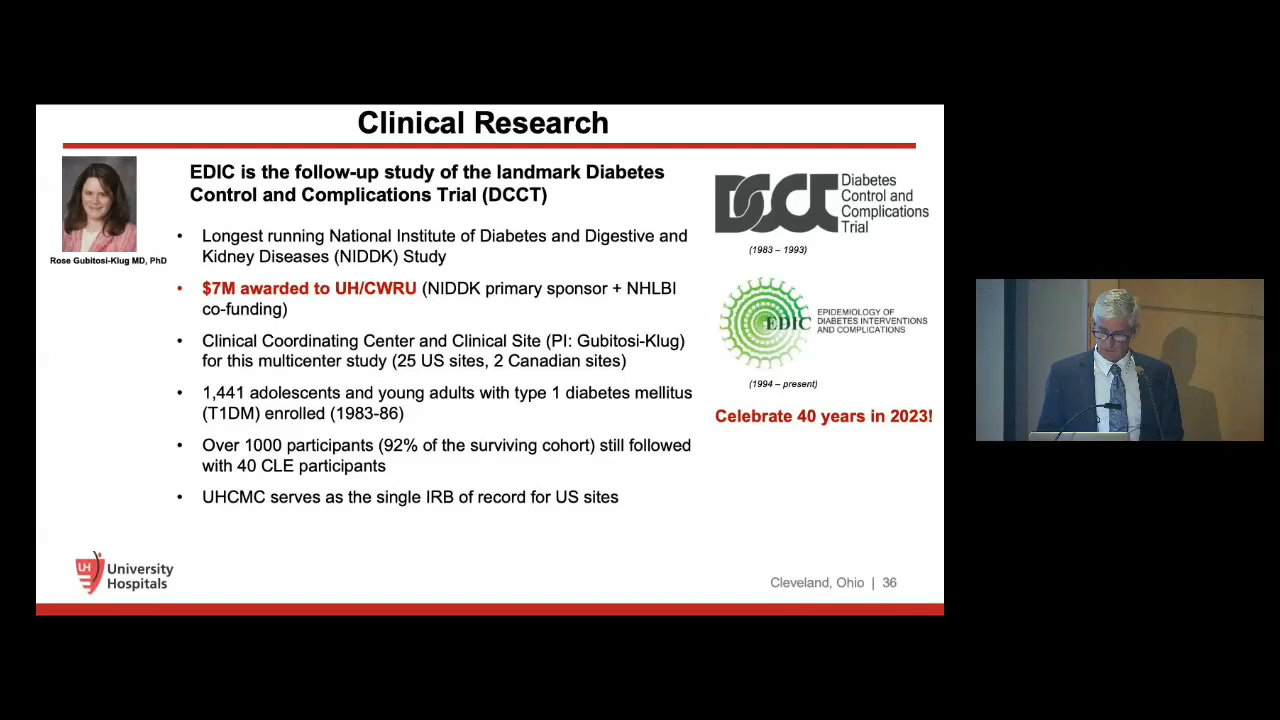 Clinical Research
Rose Gubitosi-Klug MD, PhD
EDIC is the follow-up study of the landmark Diabetes
Control and Complications Trial (DCCT)
• Longest running National Institute of Diabetes and Digestive and
Kidney Diseases (NIDDK) Study
• $7M awarded to UH/CWRU (NIDDK primary sponsor + NHLBI
co-funding)
• Clinical Coordinating Center and Clinical Site (PI: Gubitosi-Klug)
for this multicenter study (25 US sites, 2 Canadian sites)
• 1,441 adolescents and young adults with type 1 diabetes mellitus
(T1DM) enrolled (1983-86)
• Over 1000 participants (92% of the surviving cohort) still followed
with 40 CLE participants
• UHCMC serves as the single IRB of record for US sites
DCCT
Diabetes
Control and
Complications
Trial
(1983 – 1993)
EDIC
EPIDEMIOLOGY OF
DIABETES INTERVENTIONS
AND COMPLICATIONS
(1994 – present)
Celebrate 40 years in 2023!
UH
University
Hospitals
Cleveland, Ohio | 36